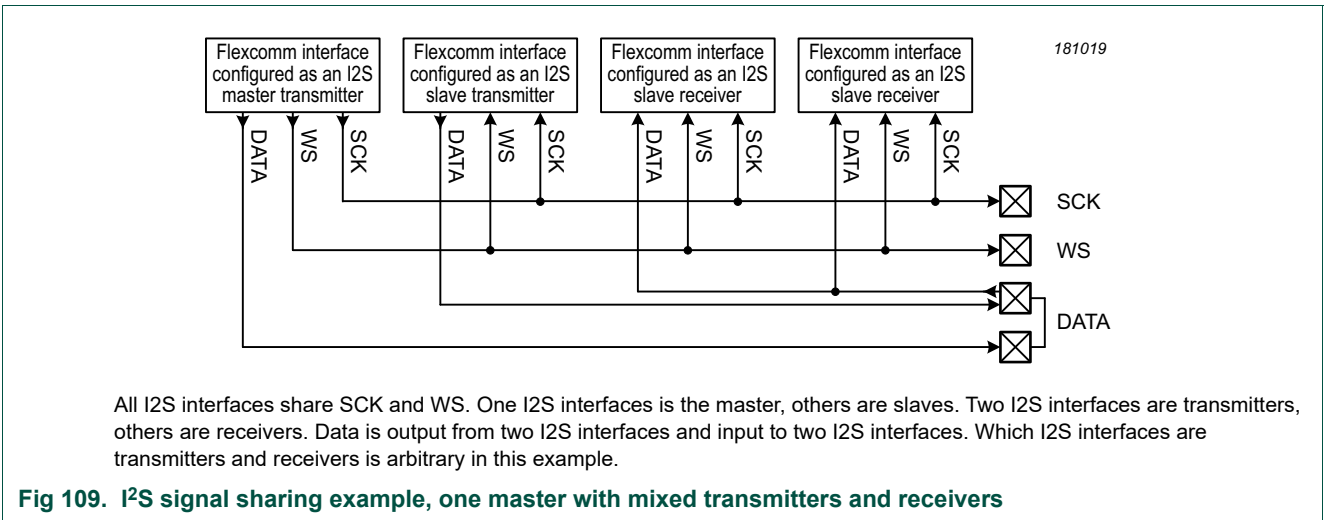 Flexcomm interface
configured as an I2S
master transmitter
Flexcomm interface
configured as an I2S
slave transmitter
Flexcomm interface
configured as an I2S
slave receiver
Flexcomm interface
configured as an I2S
slave receiver
181019
DATA
WS
SCK
DATA
WS
SCK
DATA
WS
SCK
DATA
WS
SCK
SCK
WS
DATA
All I2S interfaces share SCK and WS. One I2S interfaces is the master, others are slaves. Two I2S interfaces are transmitters,
others are receivers. Data is output from two I2S interfaces and input to two I2S interfaces. Which I2S interfaces are
transmitters and receivers is arbitrary in this example.
Fig 109. I²S signal sharing example, one master with mixed transmitters and receivers